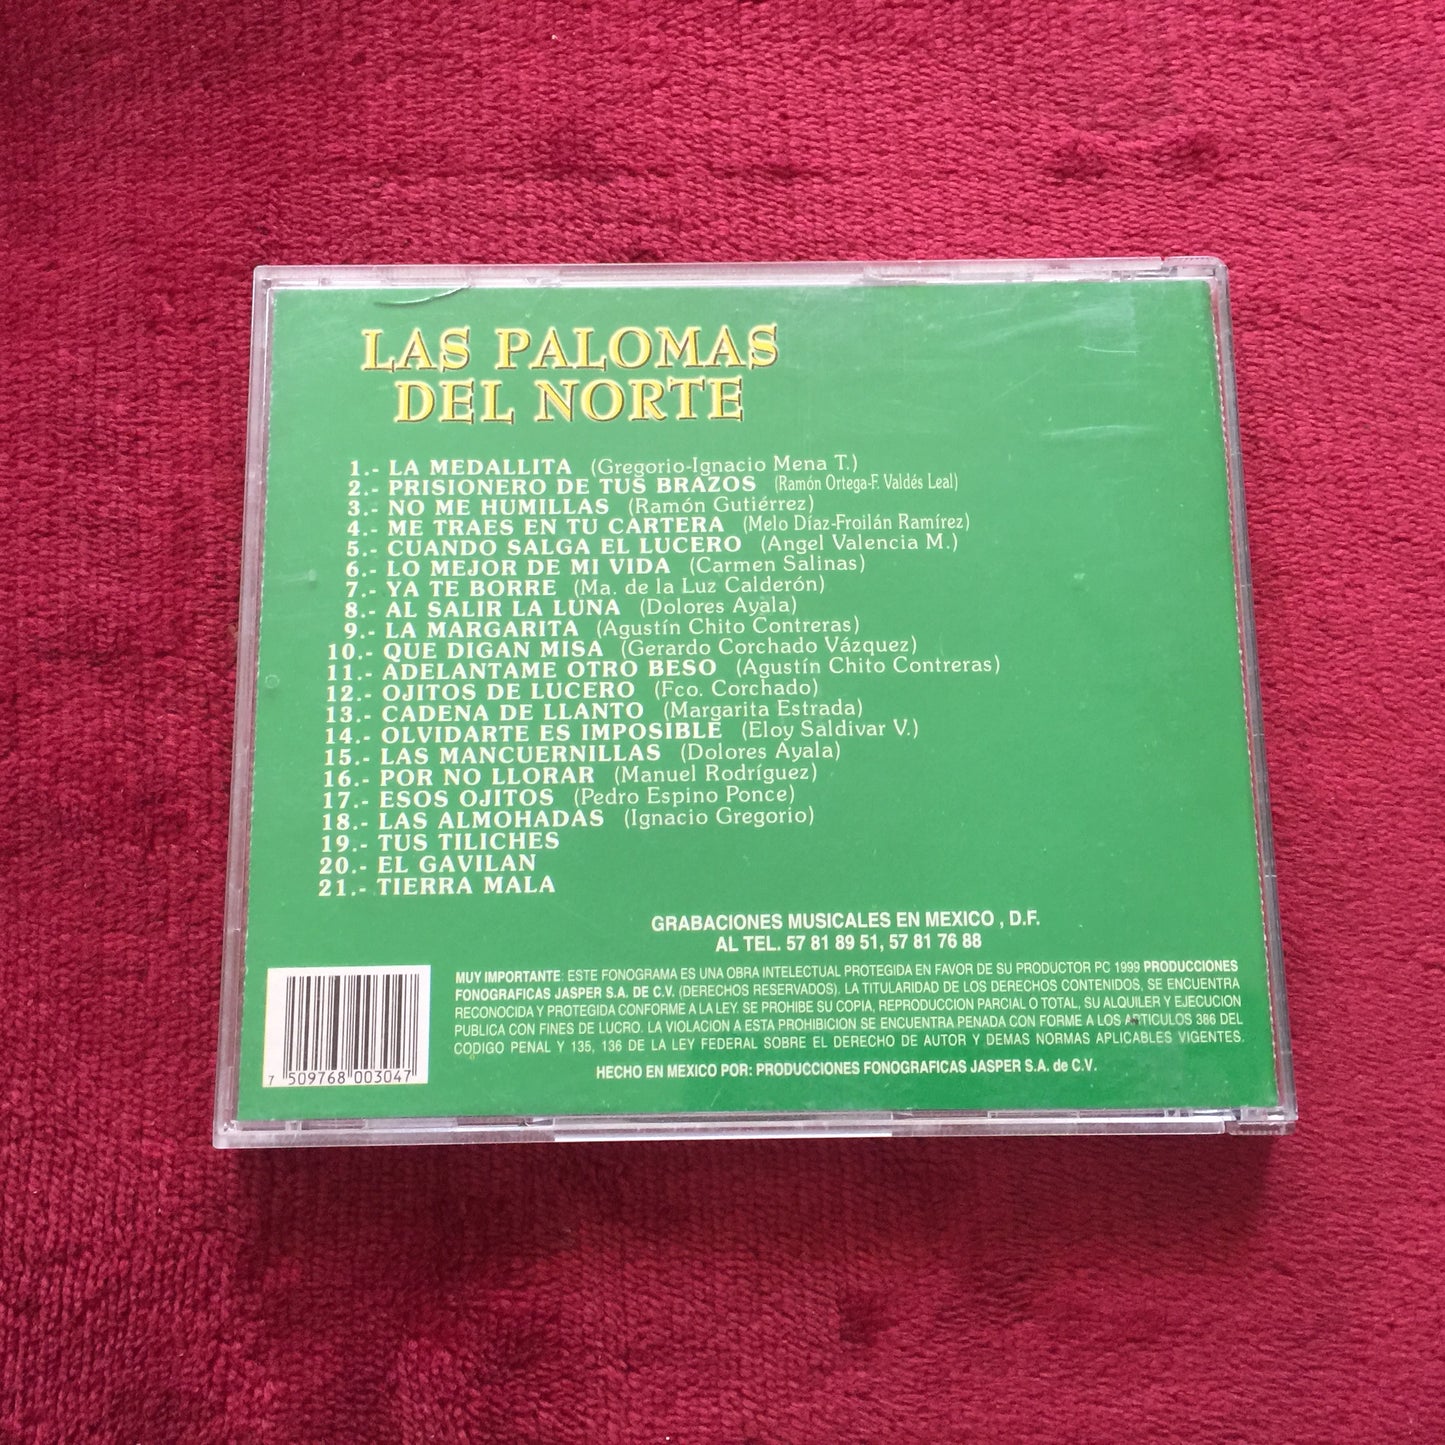 LAS PALOMAS
DEL NORTE
1.- LA MEDALLITA (Gregorio-Ignacio Mena T.)
2.- PRISIONERO DE TUS BRAZOS (Ramón Ortega-F. Valdés Leal)
3.- NO ME HUMILLAS (Ramón Gutiérrez)
4.- ME TRAES EN TU CARTERA (Melo Díaz-Froilán Ramírez)
5.- CUANDO SALGA EL LUCERO (Angel Valencia M.)
6.- LO MEJOR DE MI VIDA (Carmen Salinas)
7.- YA TE BORRE (Ma. de la Luz Calderón)
8.- AL SALIR LA LUNA (Dolores Ayala)
9.- LA MARGARITA (Agustín Chito Contreras)
10.- QUE DIGAN MISA (Gerardo Corchado Vázquez)
11.- ADELANTAME OTRO BESO (Agustín Chito Contreras)
12.- OJITOS DE LUCERO (Fco. Corchado)
13.- CADENA DE LLANTO (Margarita Estrada)
14.- OLVIDARTE ES IMPOSIBLE (Eloy Saldivar V.)
15.- LAS MANCUERNILLAS (Dolores Ayala)
16.- POR NO LLORAR (Manuel Rodríguez)
17.- ESOS OJITOS (Pedro Espino Ponce)
18.- LAS ALMOHADAS (Ignacio Gregorio)
19.- TUS TILICHES
20.- EL GAVILAN
21.- TIERRA MALA
GRABACIONES MUSICALES EN MEXICO , D.F.
AL TEL. 57 81 89 51, 57 81 76 88
MUY IMPORTANTE: ESTE FONOGRAMA ES UNA OBRA INTELECTUAL PROTEGIDA EN FAVOR DE SU PRODUCTOR PC 1999 PRODUCCIONES
FONOGRAFICAS JASPER S.A. DE C.V. (DERECHOS RESERVADOS). LA TITULARIDAD DE LOS DERECHOS CONTENIDOS, SE ENCUENTRA
RECONOCIDA Y PROTEGIDA CONFORME A LA LEY. SE PROHIBE SU COPIA, REPRODUCCION PARCIAL O TOTAL, SU ALQUILER Y EJECUCION
PUBLICA CON FINES DE LUCRO. LA VIOLACION A ESTA PROHIBICION SE ENCUENTRA PENADA CON FORME A LOS ARTICULOS 386 DEL
CODIGO PENAL Y 135, 136 DE LA LEY FEDERAL SOBRE EL DERECHO DE AUTOR Y DEMAS NORMAS APLICABLES VIGENTES.
HECHO EN MEXICO POR: PRODUCCIONES FONOGRAFICAS JASPER S.A. de C.V.
7 509768 003047